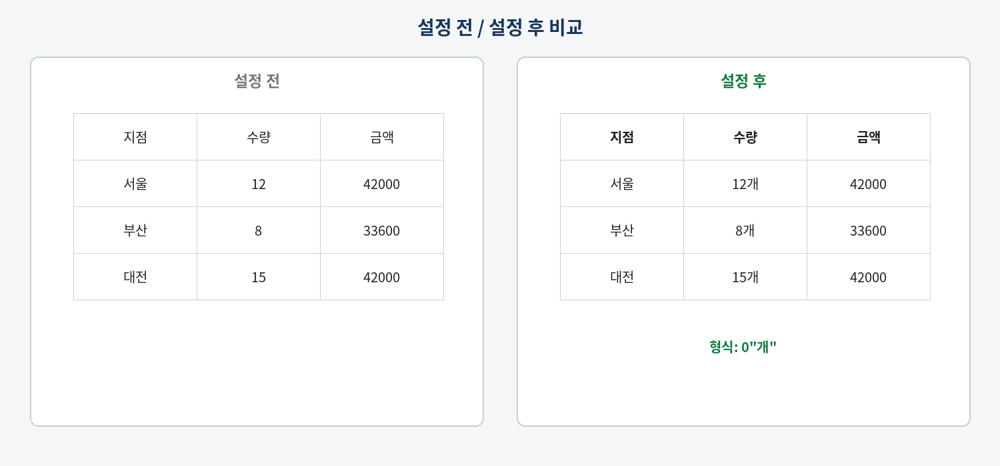 설정 전 / 설정 후 비교
설정 전
지점 수량 금액
서울 12 42000
부산 8 33600
대전 15 42000
설정 후
지점 수량 금액
서울 12개 42000
부산 8개 33600
대전 15개 42000
형식: 0"개"